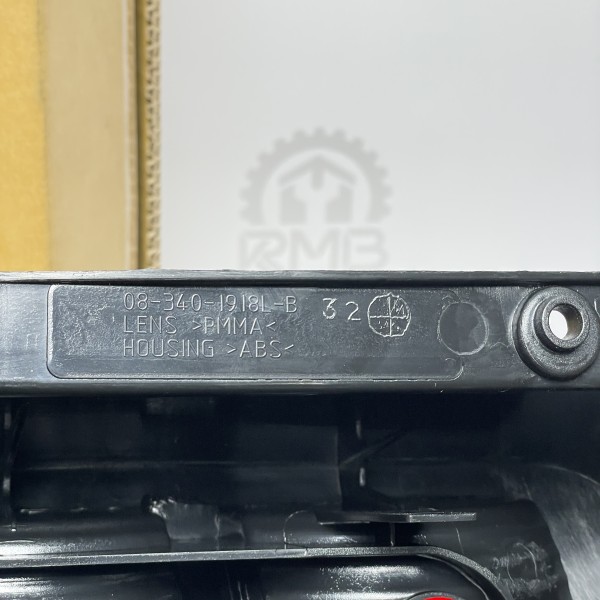 RMB
08-340-1918L-B 32
LENS >PMMA<
HOUSING >ABS<